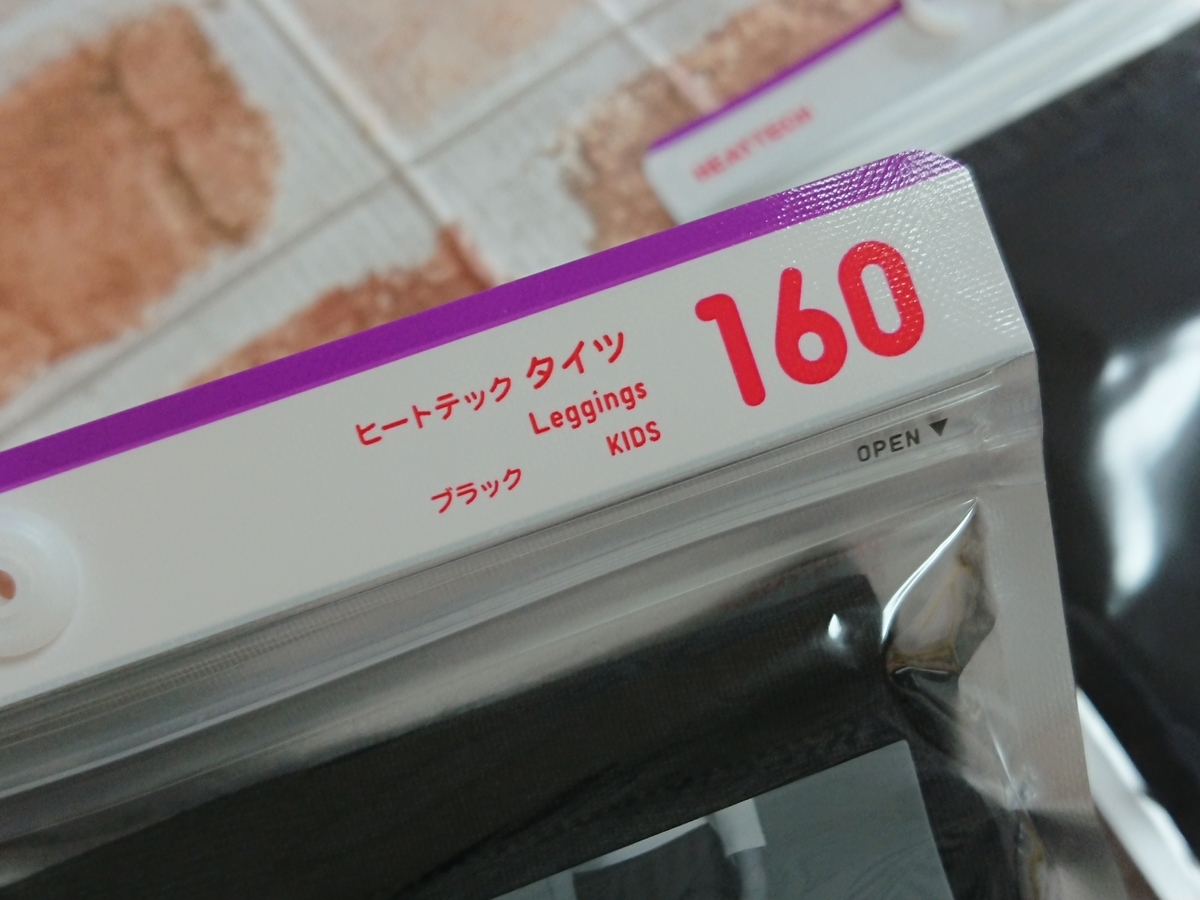 HEATTECH
ヒートテック タイツ
Leggings
KIDS
ブラック
160
OPEN ▼